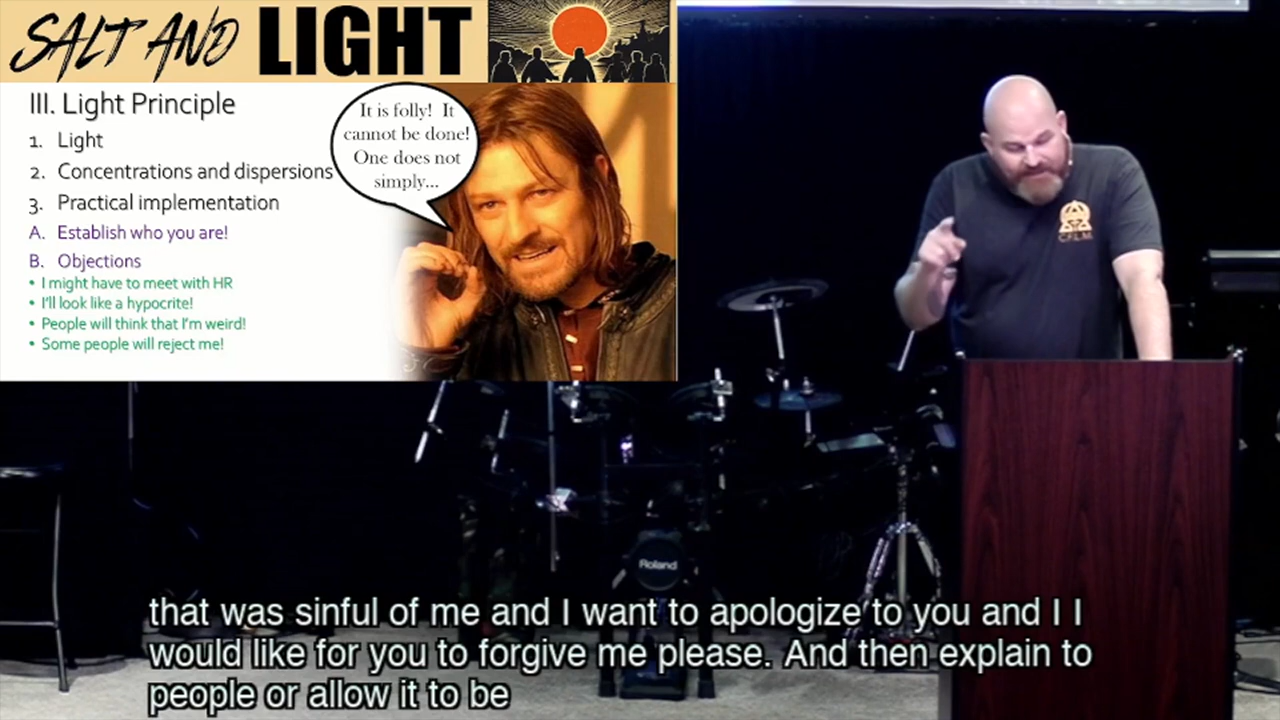 SALT AND LIGHT
III. Light Principle
1. Light
2. Concentrations and dispersions
3. Practical implementation
A. Establish who you are!
B. Objections
• I might have to meet with HR
• I'll look like a hypocrite!
• People will think that I'm weird!
• Some people will reject me!
It is folly! It
cannot be done!
One does not
simply...
C.F.L.M.
Roland
that was sinful of me and I want to apologize to you and I I
would like for you to forgive me please. And then explain to
people or allow it to be